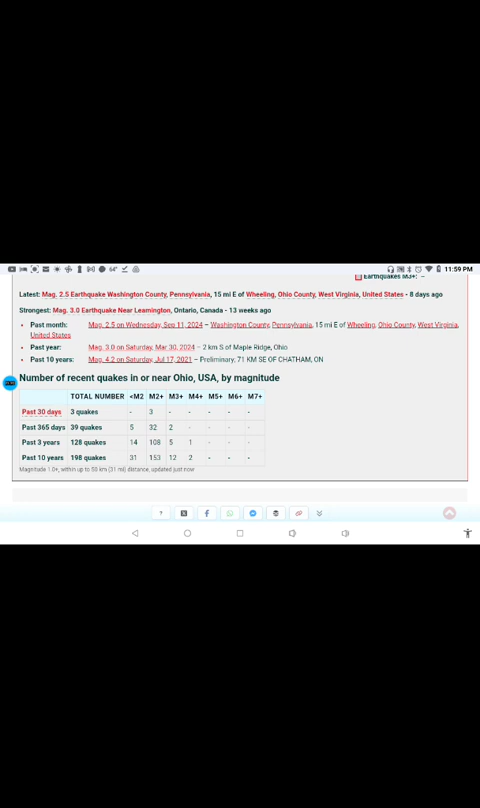 64° 11:59 PM
Earthquakes M3+: –
Latest: Mag. 2.5 Earthquake Washington County, Pennsylvania, 15 mi E of Wheeling, Ohio County, West Virginia, United States - 8 days ago
Strongest: Mag. 3.0 Earthquake Near Leamington, Ontario, Canada - 13 weeks ago
• Past month: Mag. 2.5 on Wednesday, Sep 11, 2024 – Washington County, Pennsylvania, 15 mi E of Wheeling, Ohio County, West Virginia,
United States
• Past year: Mag. 3.0 on Saturday, Mar 30, 2024 – 2 km S of Maple Ridge, Ohio
• Past 10 years: Mag. 4.2 on Saturday, Jul 17, 2021 – Preliminary; 71 KM SE OF CHATHAM, ON
Number of recent quakes in or near Ohio, USA, by magnitude
TOTAL NUMBER <M2 M2+ M3+ M4+ M5+ M6+ M7+
Past 30 days 3 quakes - 3 - - - - -
Past 365 days 39 quakes 5 32 2 - - - -
Past 3 years 128 quakes 14 108 5 1 - - -
Past 10 years 198 quakes 31 153 12 2 - - -
Magnitude 1.0+, within up to 50 km (31 mi) distance, updated just now
?